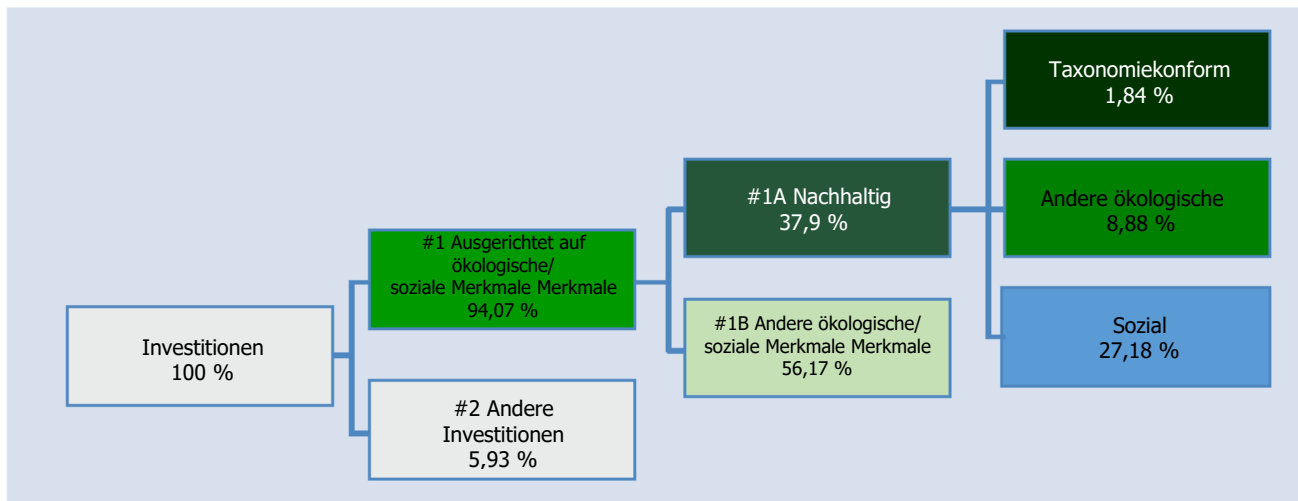 Investitionen
100 %
#1 Ausgerichtet auf
ökologische/
soziale Merkmale Merkmale
94,07 %
#2 Andere
Investitionen
5,93 %
#1A Nachhaltig
37,9 %
#1B Andere ökologische/
soziale Merkmale Merkmale
56,17 %
Taxonomiekonform
1,84 %
Andere ökologische
8,88 %
Sozial
27,18 %